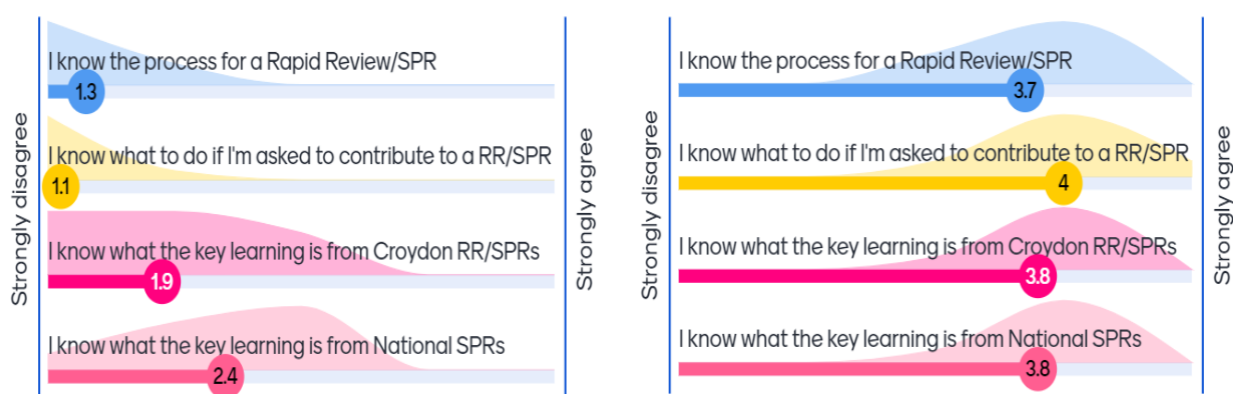 Strongly disagree
I know the process for a Rapid Review/SPR
1.3
I know what to do if I'm asked to contribute to a RR/SPR
1.1
I know what the key learning is from Croydon RR/SPRs
1.9
I know what the key learning is from National SPRs
2.4
Strongly agree
Strongly disagree
I know the process for a Rapid Review/SPR
3.7
I know what to do if I'm asked to contribute to a RR/SPR
4
I know what the key learning is from Croydon RR/SPRs
3.8
I know what the key learning is from National SPRs
3.8
Strongly agree